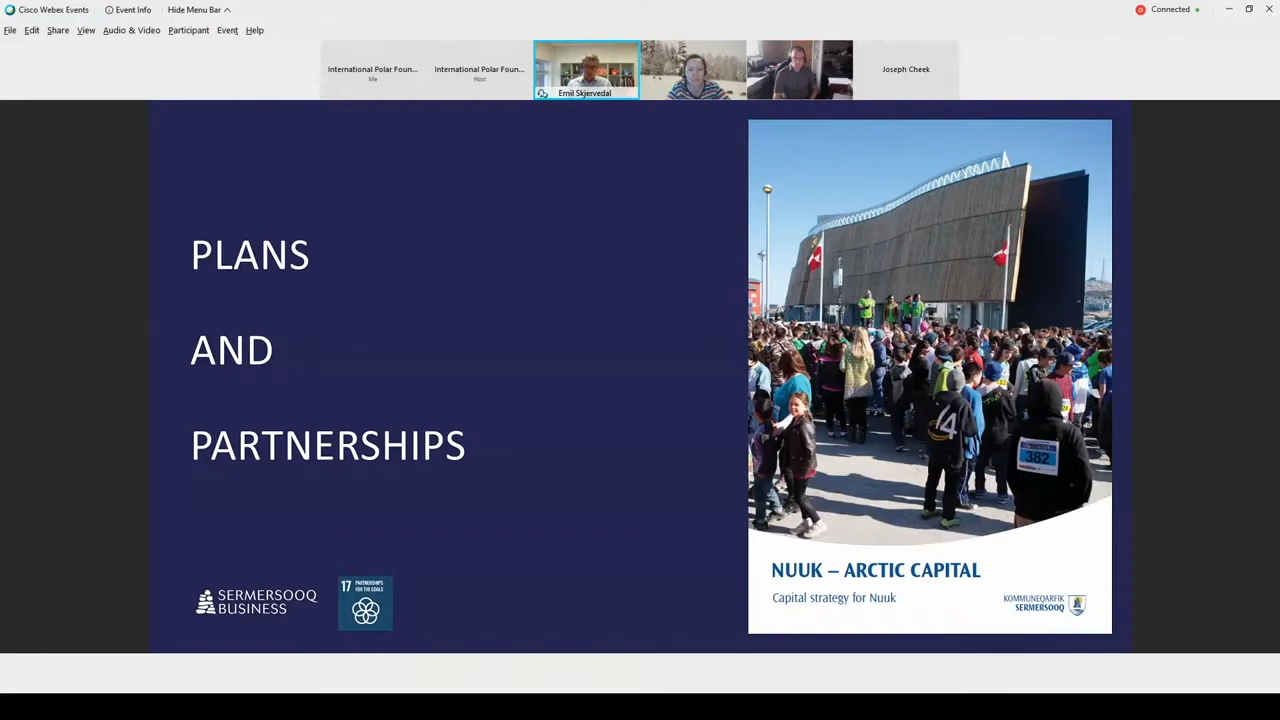 Cisco Webex Events
Event Info
Hide Menu Bar
Connected
File Edit Share View Audio & Video Participant Event Help
International Polar Foun...
Me
International Polar Foun...
Host
Emil Skjervedal
Joseph Cheek
PLANS
AND
PARTNERSHIPS
SERMERSOOQ
BUSINESS
17 PARTNERSHIPS
FOR THE GOALS
4
382
NUUK – ARCTIC CAPITAL
Capital strategy for Nuuk
KOMMUNEQARFIK
SERMERSOOQ